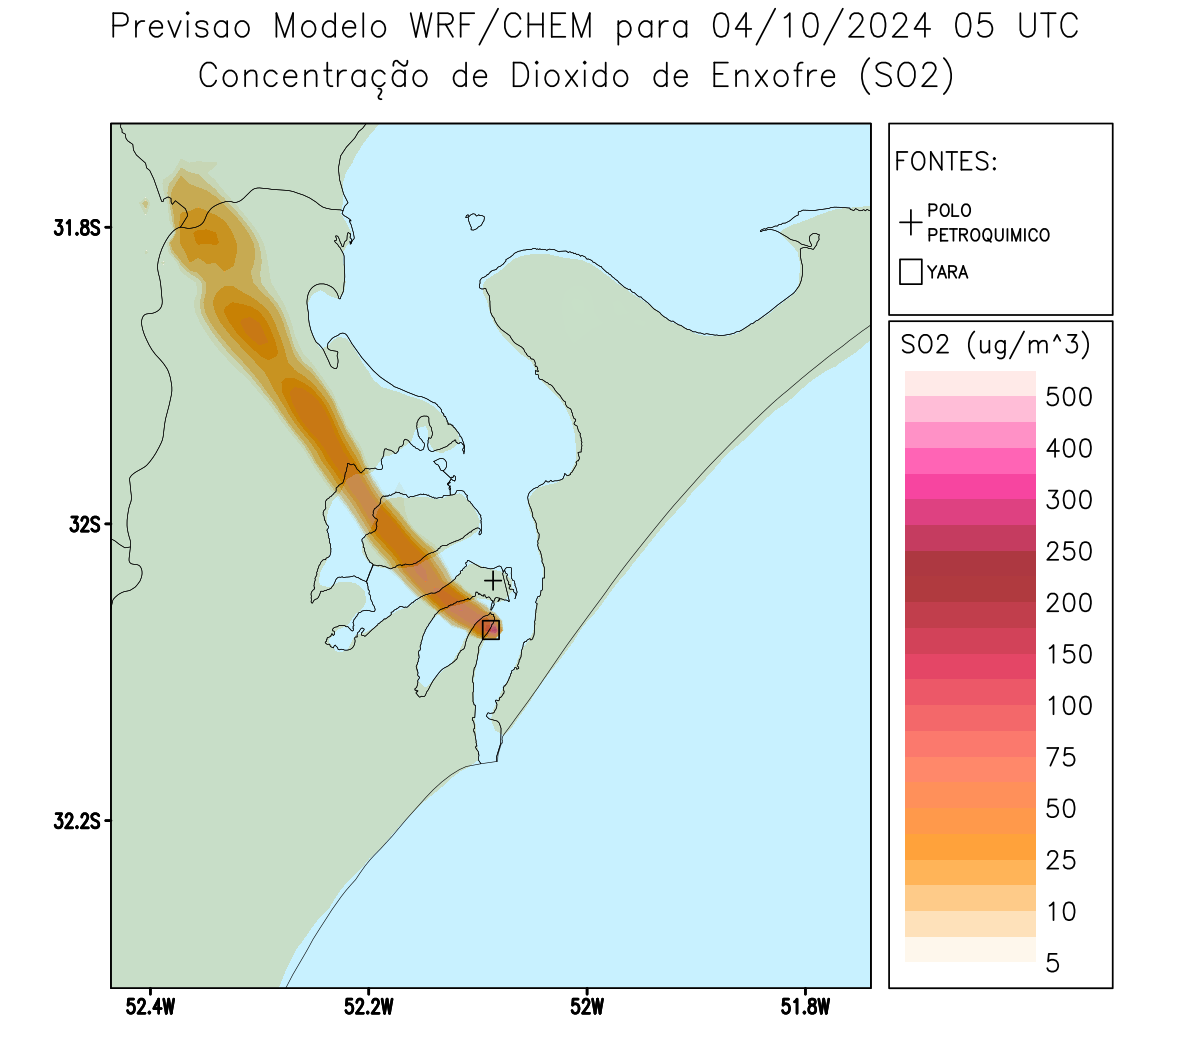 Previsao Modelo WRF/CHEM para 04/10/2024 05 UTC
Concentração de Dioxido de Enxofre (SO2)
FONTES:
POLO
PETROQUIMICO
YARA
SO2 (ug/m^3)
500
400
300
250
200
150
100
75
50
25
10
5
31.8S
32S
32.2S
52.4W
52.2W
52W
51.8W